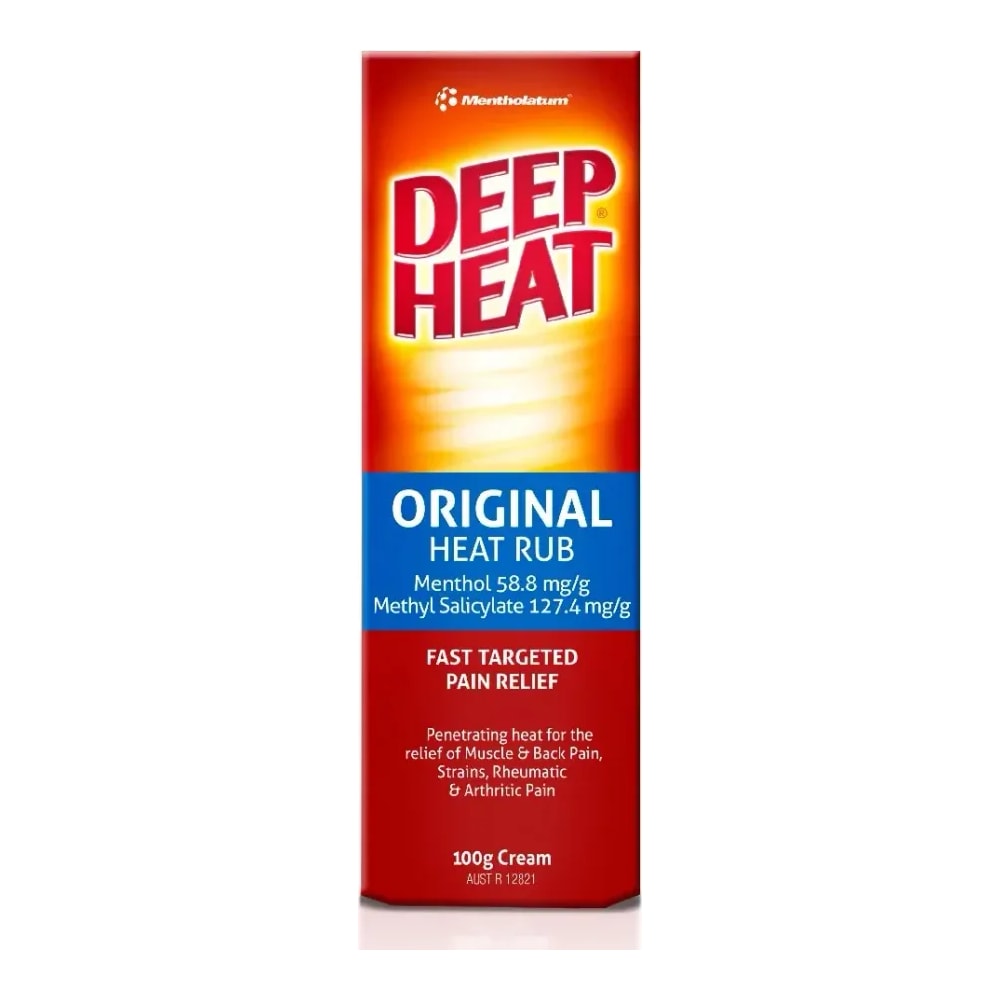 Mentholatum™
DEEP
HEAT®
ORIGINAL
HEAT RUB
Menthol 58.8 mg/g
Methyl Salicylate 127.4 mg/g
FAST TARGETED
PAIN RELIEF
Penetrating heat for the
relief of Muscle & Back Pain,
Strains, Rheumatic
& Arthritic Pain
100g Cream
AUST R 12821